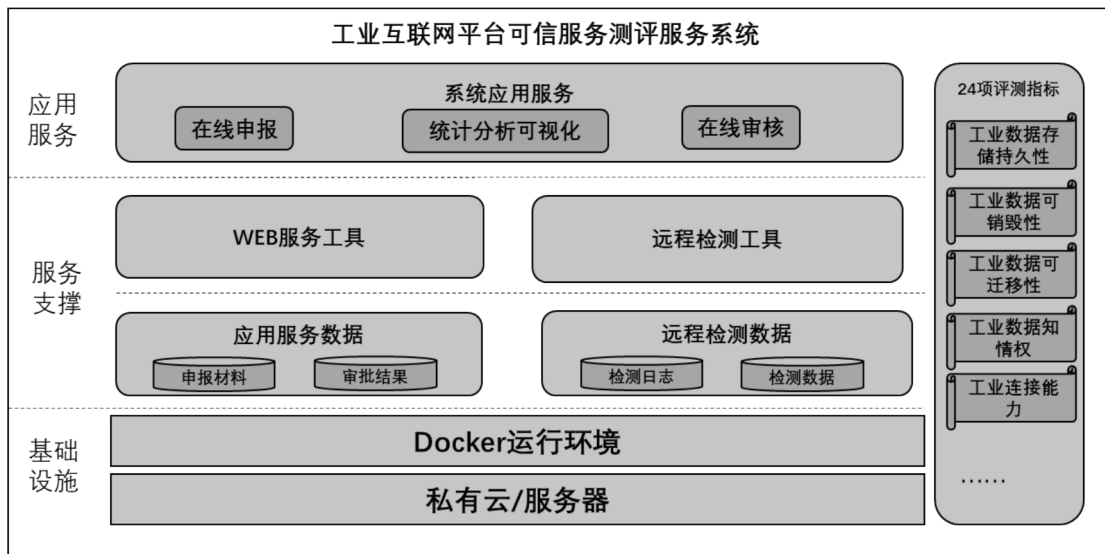 工业互联网平台可信服务测评服务系统
应用
服务
系统应用服务
在线申报
统计分析可视化
在线审核
服务
支撑
WEB服务工具
远程检测工具
应用服务数据
申报材料
审批结果
远程检测数据
检测日志
检测数据
基础
设施
Docker运行环境
私有云/服务器
24项评测指标
工业数据存
储持久性
工业数据可
销毁性
工业数据可
迁移性
工业数据知
情权
工业连接能
力
……